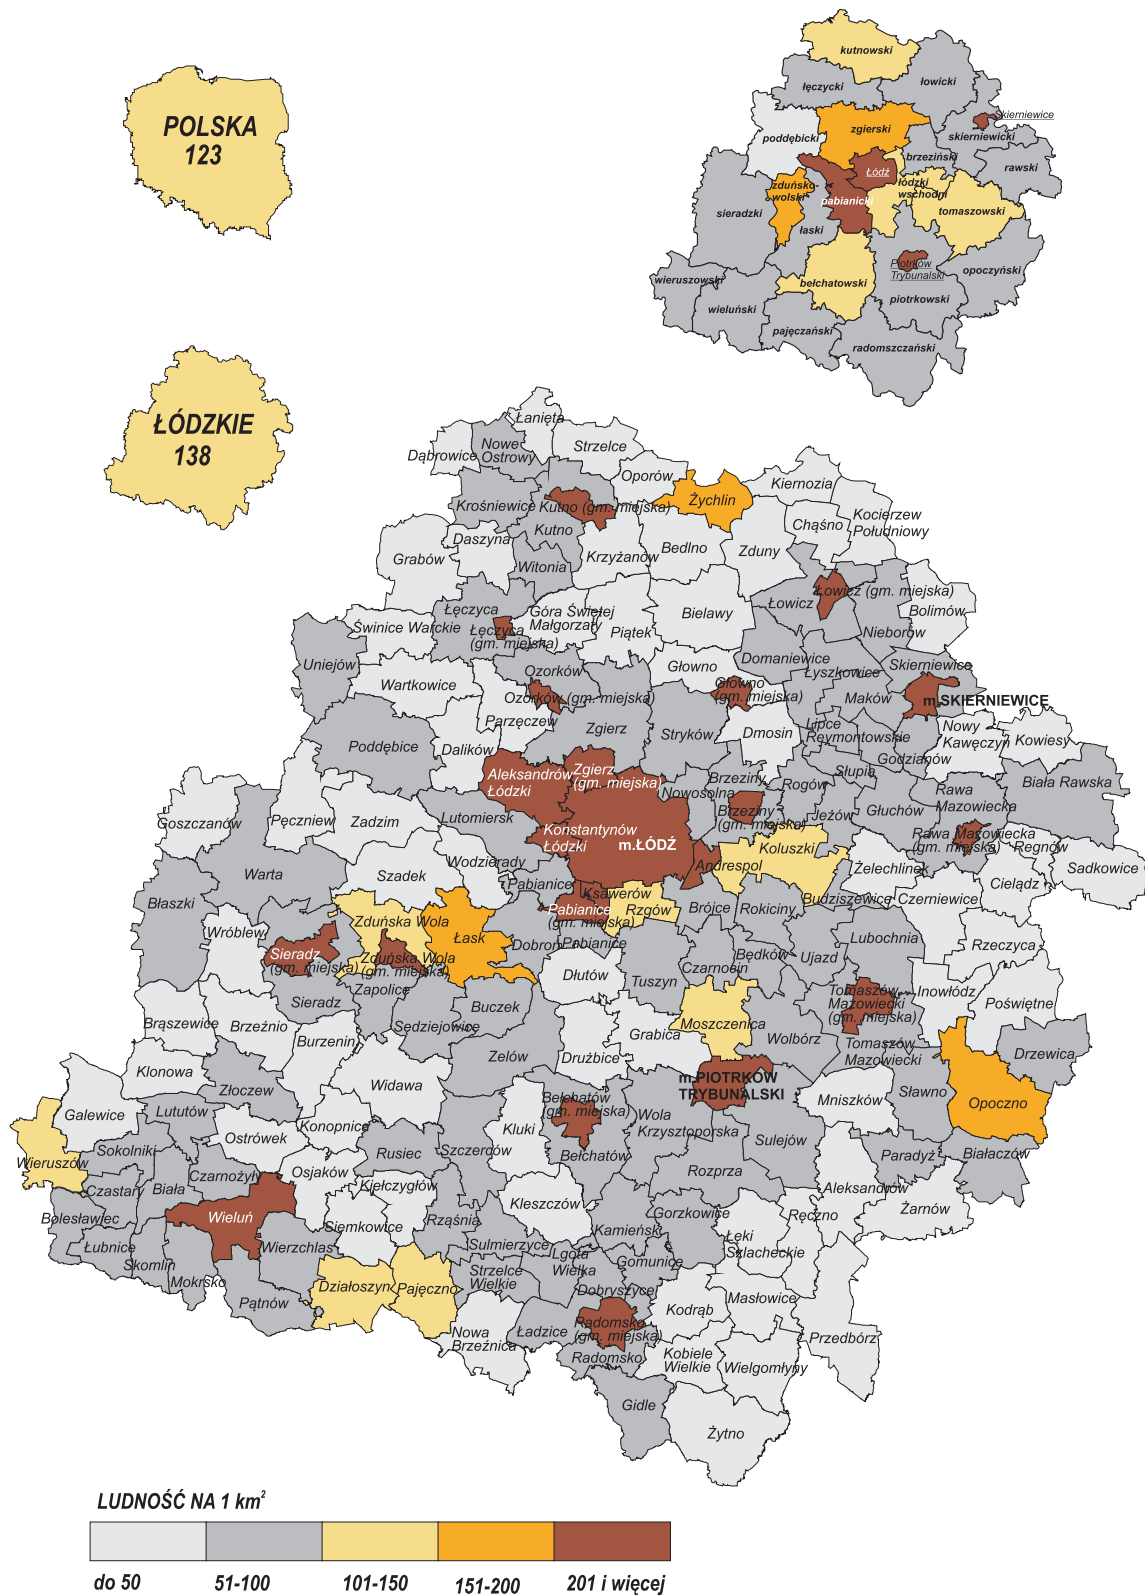 POLSKA
123
ŁÓDZKIE
138
kutnowski
łęczycki
łowicki
Skierniewice
poddębicki
zgierski
skierniewicki
brzeziński
rawski
Łódź
łódzki
wschodni
zduńsko-
wolski
pabianicki
sieradzki
łaski
tomaszowski
Piotrków
Trybunalski
opoczyński
wieruszowski
bełchatowski
wieluński
piotrkowski
pajęczański
radomszczański
Łanięta
Nowe
Ostrowy
Strzelce
Dąbrowice
Oporów
Żychlin
Kiernozia
Krośniewice
Kutno (gm. miejska)
Kocierzew
Południowy
Chąśno
Kutno
Daszyna
Grabów
Krzyżanów
Bedlno
Zduny
Witonia
Łęczyca
Góra Świętej
Małgorzaty
Łowicz (gm. miejska)
Łowicz
Bielawy
Bolimów
Świnice Warckie
Łęczyca
(gm. miejska)
Piątek
Nieborów
Uniejów
Ozorków
Głowno
Domaniewice
Łyszkowice
Skierniewice
Wartkowice
Ozorków (gm. miejska)
Głowno
(gm. miejska)
Maków
m.SKIERNIEWICE
Parzęczew
Zgierz
Stryków
Dmosin
Lipce
Reymontowskie
Nowy
Kawęczyn
Kowiesy
Poddębice
Dalików
Godzianów
Słupia
Biała Rawska
Aleksandrów
Łódzki
Zgierz
(gm. miejska)
Nowosolna
Brzeziny
Rogów
Rawa
Mazowiecka
Głuchów
Jeżów
Goszczanów
Pęczniew
Zadzim
Lutomiersk
Brzeziny
(gm. miejska)
Konstantynów
Łódzki
m.ŁÓDŹ
Koluszki
Rawa Mazowiecka
(gm. miejska)
Regnów
Wodzierady
Andrespol
Żelechlinek
Cielądz
Sadkowice
Warta
Szadek
Pabianice
Ksawerów
Błaszki
Budziszewice
Czerniewice
Zduńska Wola
Pabianice
(gm. miejska)
Rzgów
Brójce
Rokiciny
Wróblew
Łask
Dobroń
Pabianice
Lubochnia
Rzeczyca
Sieradz
(gm. miejska)
Zduńska Wola
(gm. miejska)
Będków
Ujazd
Czarnocin
Dłutów
Tuszyn
Zapolice
Sieradz
Buczek
Tomaszów
Mazowiecki
(gm. miejska)
Inowłódz
Poświętne
Brąszewice
Brzeźnio
Sędziejowice
Moszczenica
Burzenin
Grabica
Wolbórz
Zelów
Drużbice
Tomaszów
Mazowiecki
Drzewica
Klonowa
Złoczew
Widawa
m.PIOTRKÓW
TRYBUNALSKI
Sławno
Opoczno
Bełchatów
(gm. miejska)
Mniszków
Galewice
Lututów
Konopnica
Wola
Krzysztoporska
Kluki
Ostrówek
Sokolniki
Rusiec
Szczerców
Bełchatów
Sulejów
Paradyż
Białaczów
Wieruszów
Czarnożyły
Osjaków
Rozprza
Czastary
Biała
Kiełczygłów
Aleksandrów
Bolesławiec
Wieluń
Kleszczów
Żarnów
Siemkowice
Rząśnia
Gorzkowice
Ręczno
Kamieńsk
Łęki
Szlacheckie
Łubnice
Skomlin
Wierzchlas
Sulmierzyce
Lgota
Wielka
Gomunice
Mokrsko
Działoszyn
Pajęczno
Strzelce
Wielkie
Dobryszyce
Masłowice
Pątnów
Kodrąb
Radomsko
(gm. miejska)
Nowa
Brzeźnica
Ładzice
Przedbórz
Radomsko
Kobiele
Wielkie
Wielgomłyny
Gidle
Żytno
LUDNOŚĆ NA 1 km²
do 50
51-100
101-150
151-200
201 i więcej